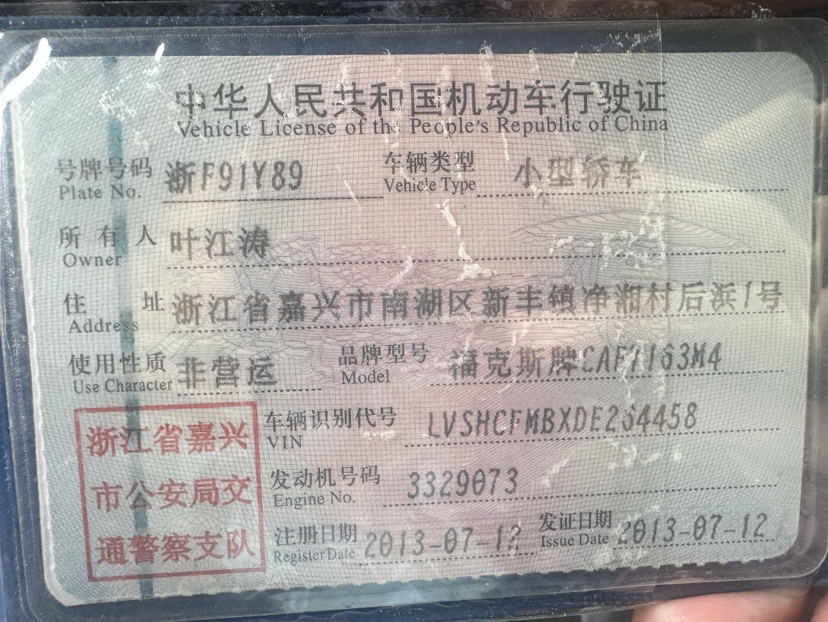 中华人民共和国机动车行驶证
Vehicle License of the People's Republic of China
号牌号码 浙F91Y89 车辆类型 小型轿车
Plate No. Vehicle Type
所有人 叶江涛
Owner
住址 浙江省嘉兴市南湖区新丰镇净湘村后浜1号
Address
使用性质 非营运 品牌型号 福克斯牌CAF7163M4
Use Character Model
车辆识别代号 LVSHCFMBXDE264458
VIN
发动机号码 3329073
Engine No.
注册日期 2013-07-12 发证日期 2013-07-12
Register Date Issue Date
浙江省嘉兴
市公安局交
通警察支队